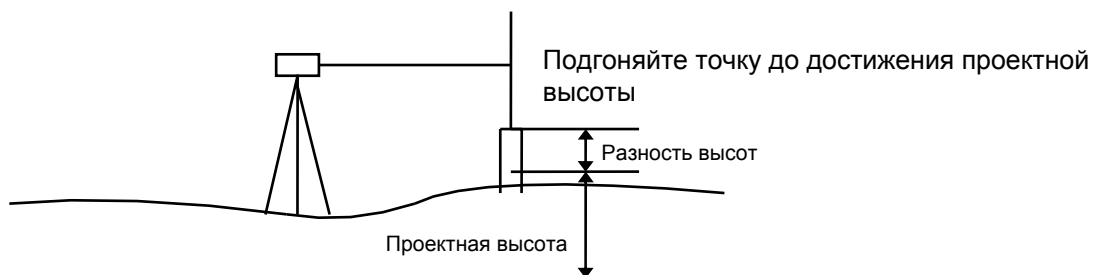 Подгоняйте точку до достижения проектной
высоты
Разность высот
Проектная высота